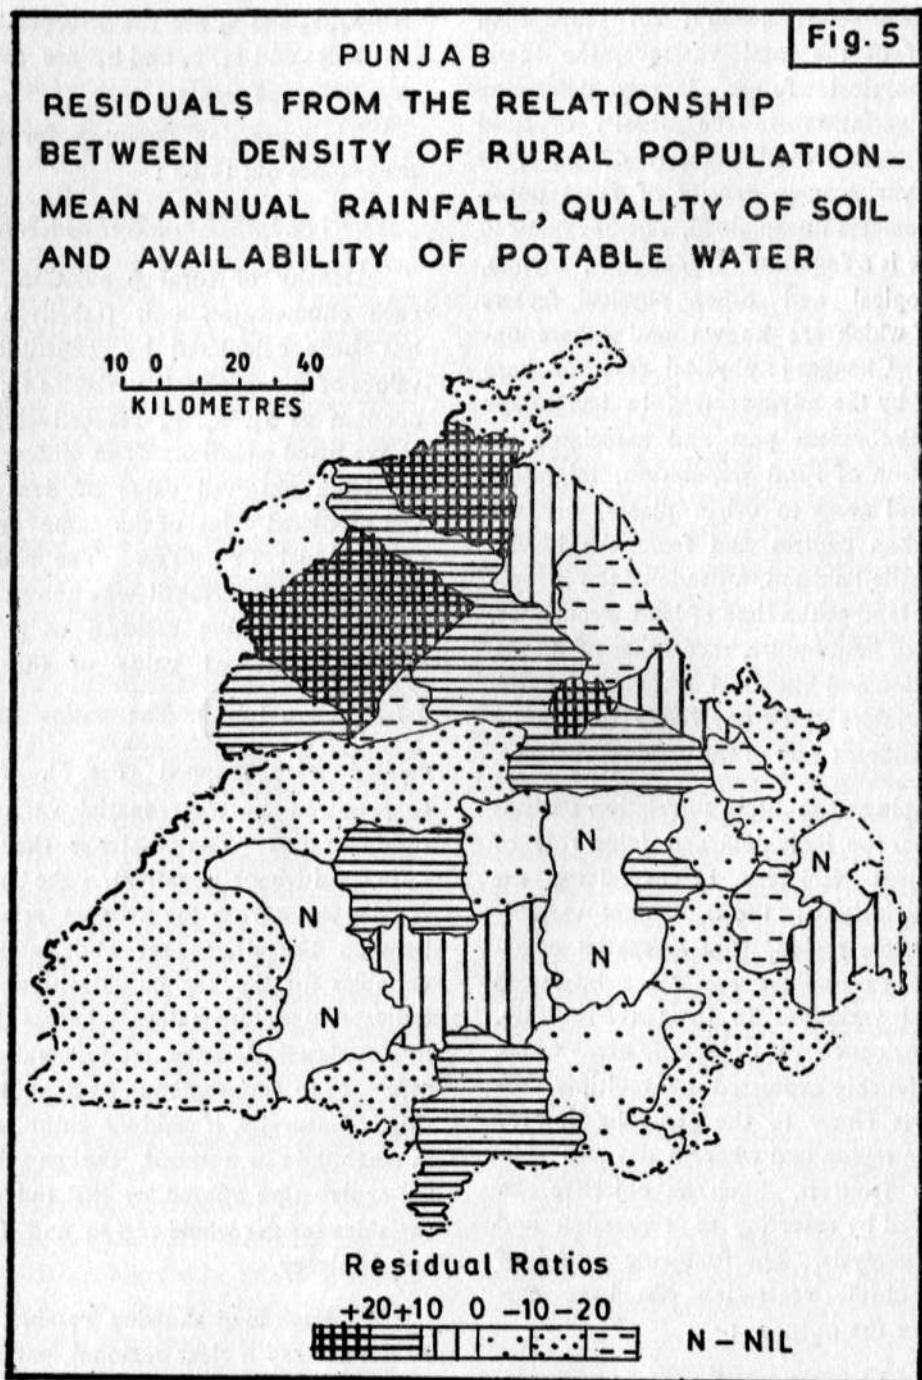 Fig. 5
PUNJAB
RESIDUALS FROM THE RELATIONSHIP
BETWEEN DENSITY OF RURAL POPULATION–
MEAN ANNUAL RAINFALL, QUALITY OF SOIL
AND AVAILABILITY OF POTABLE WATER
10 0 20 40
KILOMETRES
N
N
N
N
N
Residual Ratios
+20 +10 0 –10 –20
N – NIL